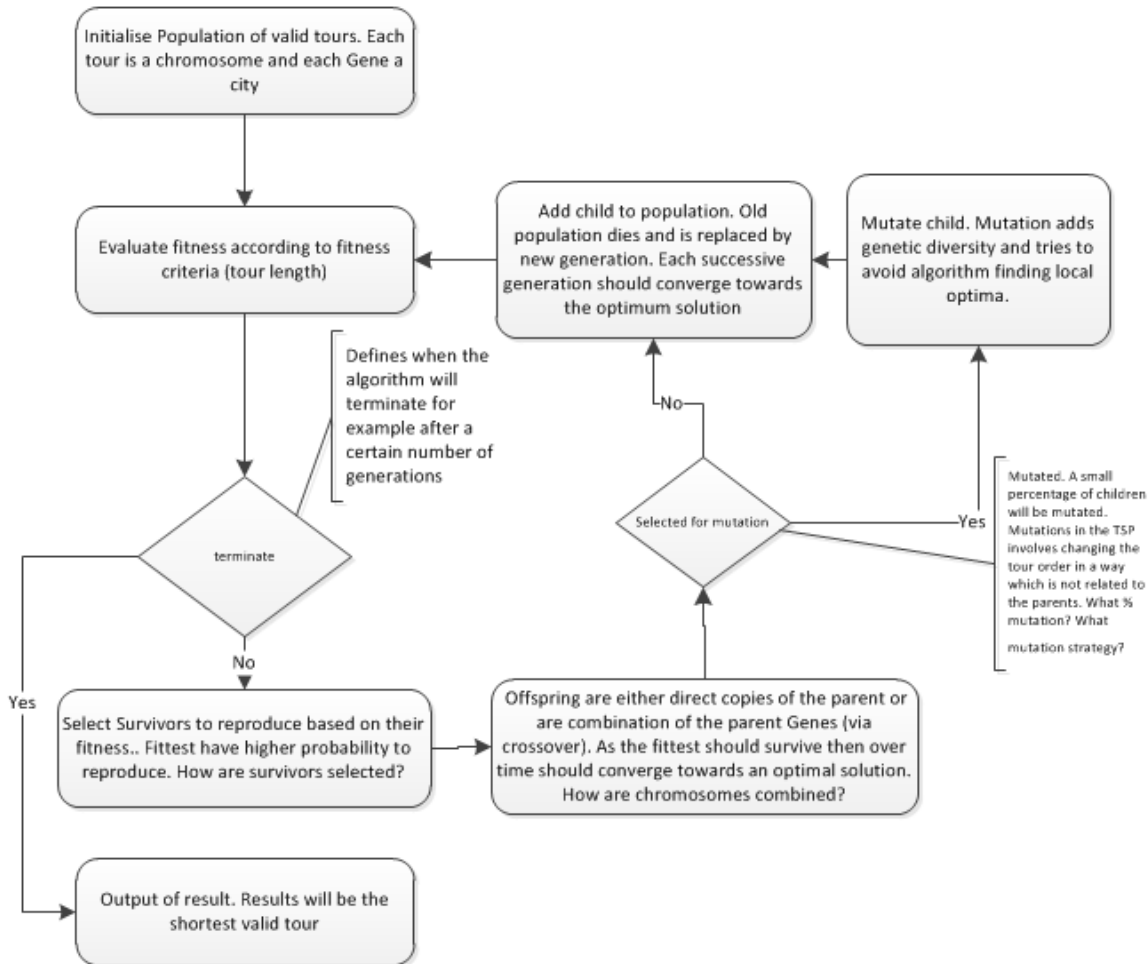 Initialise Population of valid tours. Each
tour is a chromosome and each Gene a
city
Evaluate fitness according to fitness
criteria (tour length)
Add child to population. Old
population dies and is replaced by
new generation. Each successive
generation should converge towards
the optimum solution
Mutate child. Mutation adds
genetic diversity and tries to
avoid algorithm finding local
optima.
Defines when the
algorithm will
terminate for
example after a
certain number of
generations
No
Selected for mutation
Yes
Mutated. A small
percentage of children
will be mutated.
Mutations in the TSP
involves changing the
tour order in a way
which is not related to
the parents. What %
mutation? What
mutation strategy?
terminate
No
Yes
Select Survivors to reproduce based on their
fitness.. Fittest have higher probability to
reproduce. How are survivors selected?
Offspring are either direct copies of the parent or
are combination of the parent Genes (via
crossover). As the fittest should survive then over
time should converge towards an optimal solution.
How are chromosomes combined?
Output of result. Results will be the
shortest valid tour